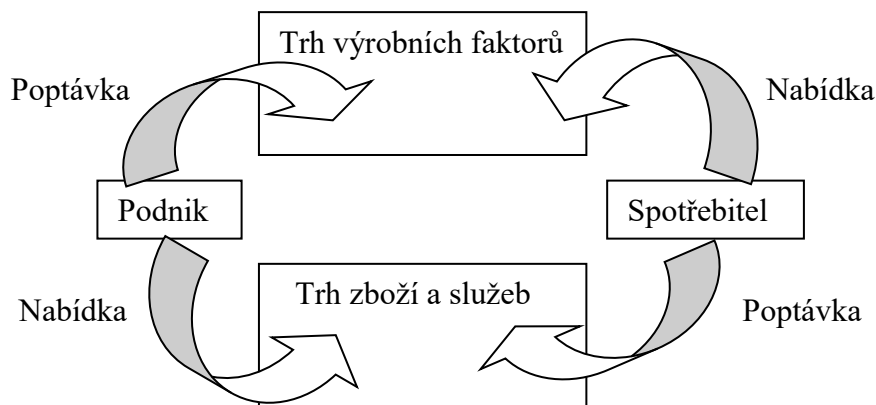 Trh výrobních faktorů
Poptávka
Nabídka
Podnik
Spotřebitel
Trh zboží a služeb
Nabídka
Poptávka